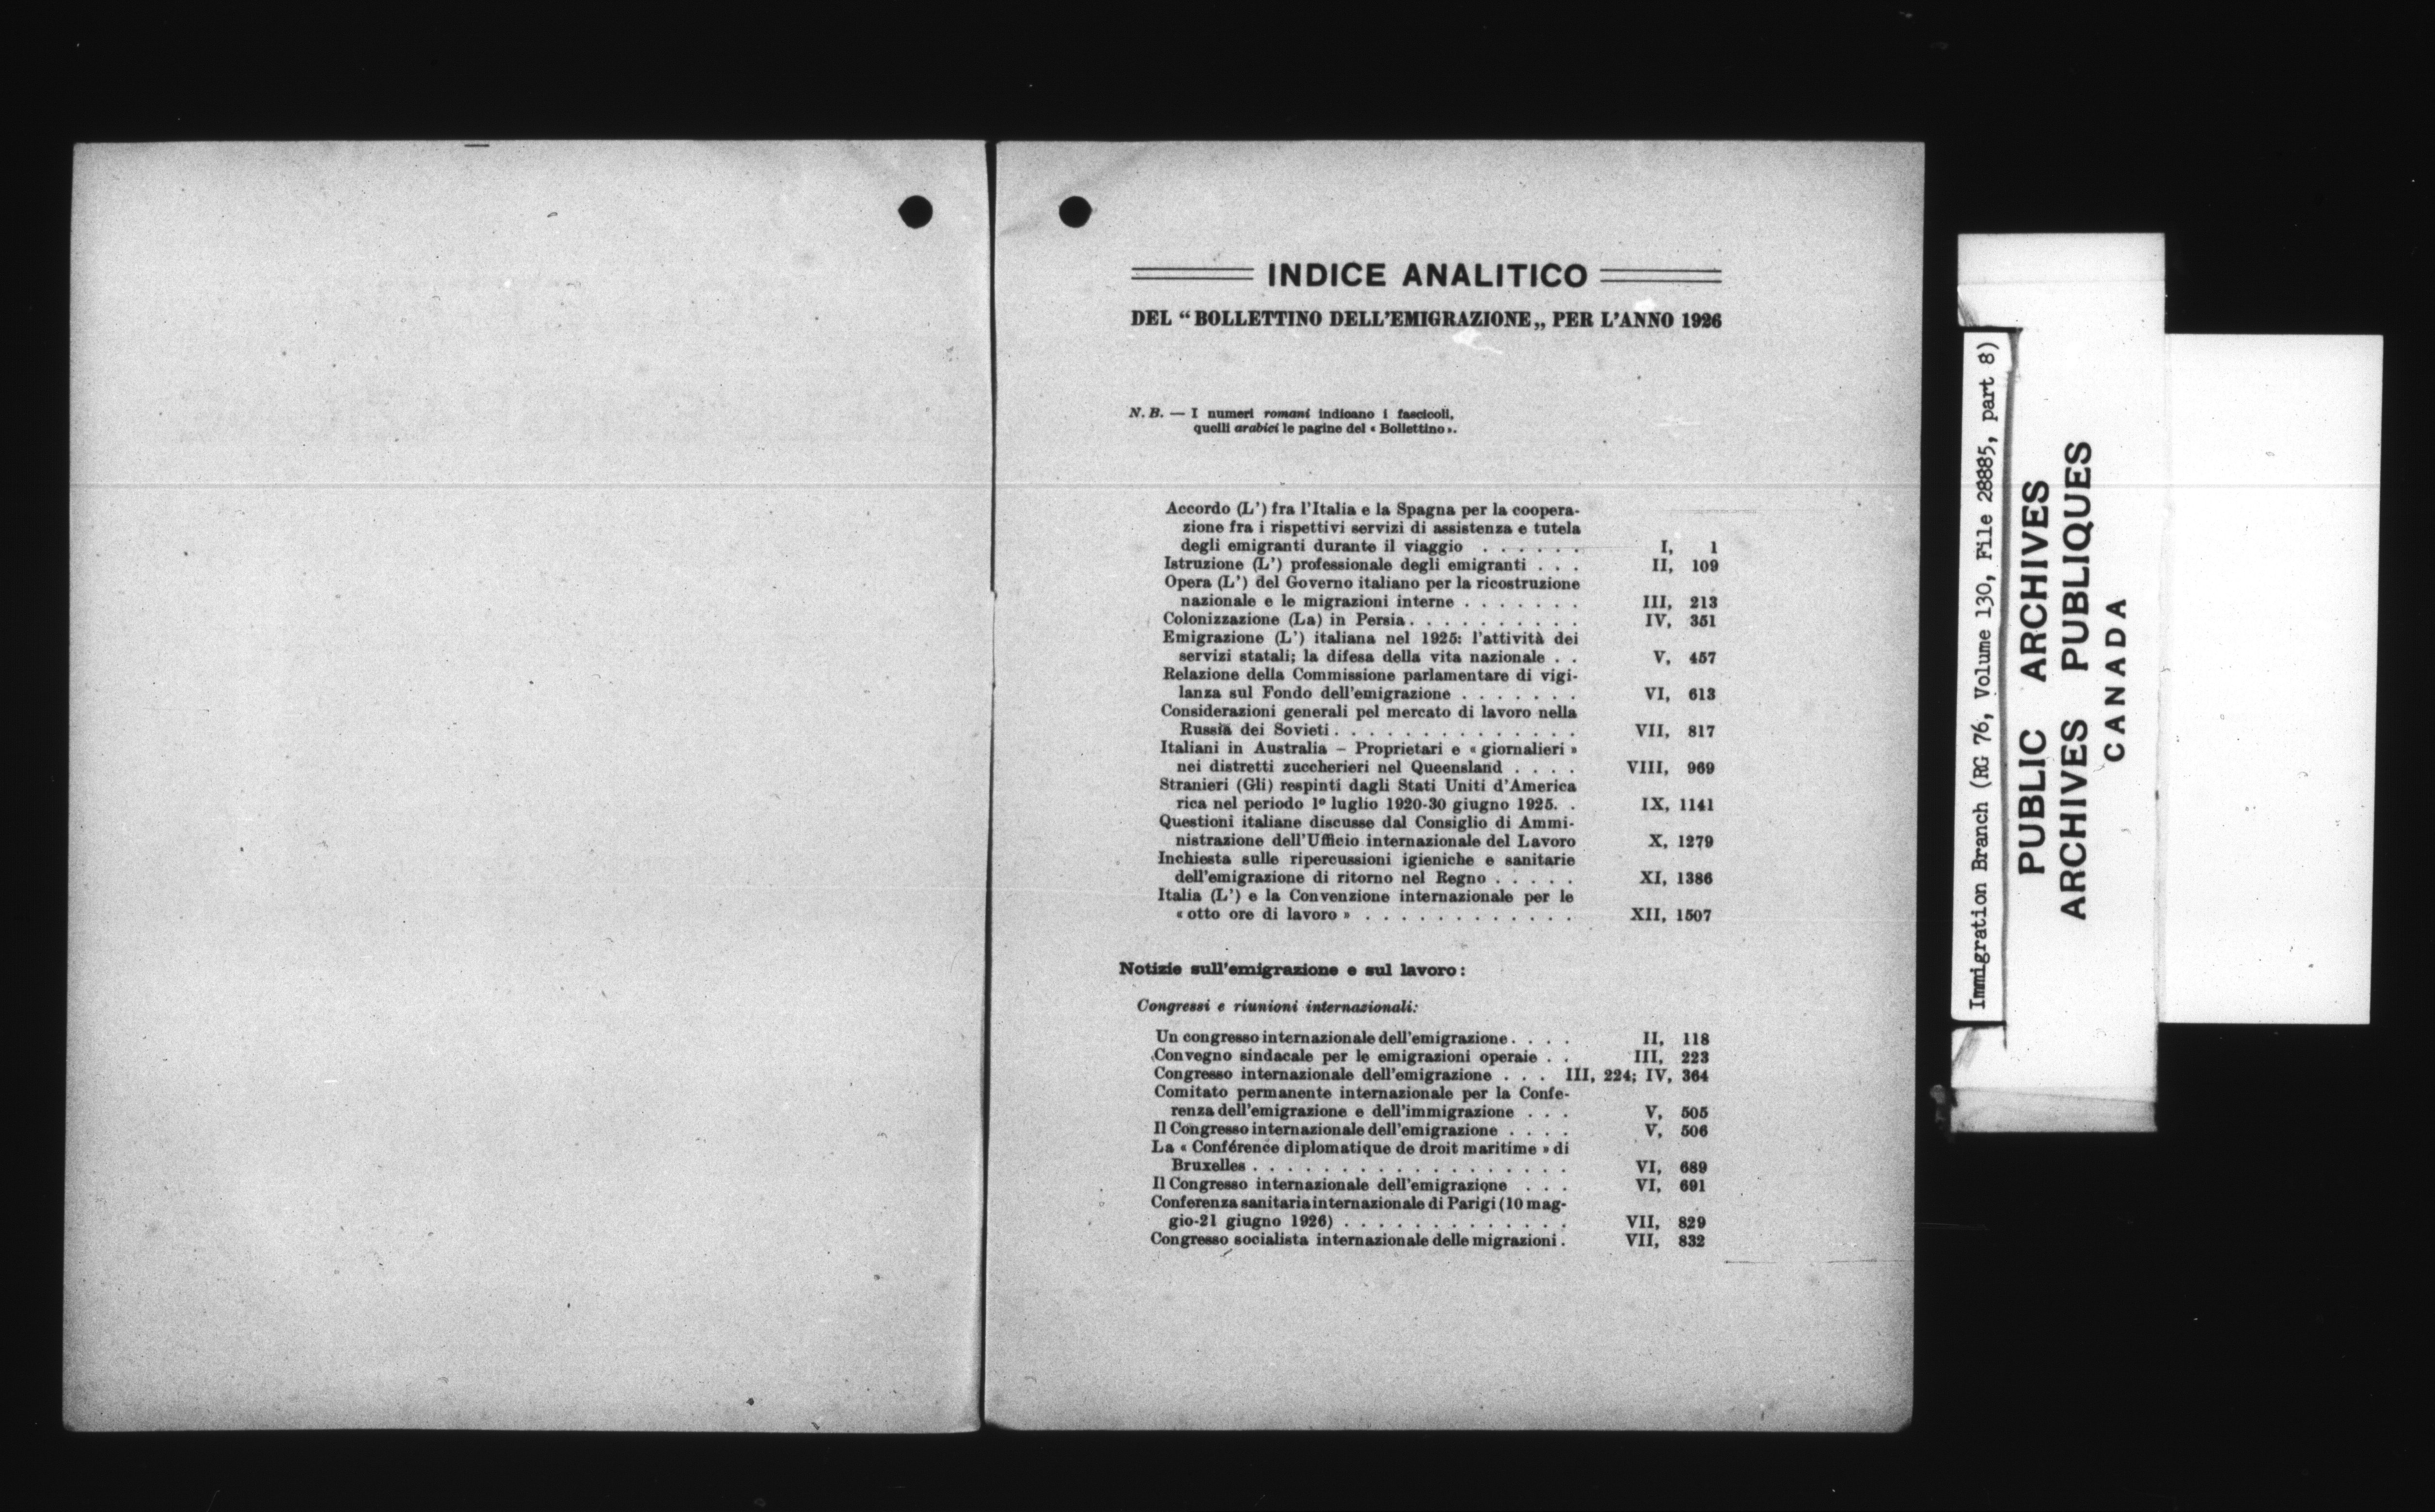 INDICE ANALITICO
DEL “BOLLETTINO DELL'EMIGRAZIONE„ PER L'ANNO 1926
N. B. — I numeri romani indicano i fascicoli,
quelli arabici le pagine del « Bollettino ».
Accordo (L') fra l'Italia e la Spagna per la coopera-
zione fra i rispettivi servizi di assistenza e tutela
degli emigranti durante il viaggio . . . . . . I, 1
Istruzione (L') professionale degli emigranti . . . II, 109
Opera (L') del Governo italiano per la ricostruzione
nazionale e le migrazioni interne . . . . . . . III, 213
Colonizzazione (La) in Persia . . . . . . . . . . IV, 351
Emigrazione (L') italiana nel 1925: l'attività dei
servizi statali; la difesa della vita nazionale . . V, 457
Relazione della Commissione parlamentare di vigi-
lanza sul Fondo dell'emigrazione . . . . . . . VI, 613
Considerazioni generali pel mercato di lavoro nella
Russia dei Sovieti . . . . . . . . . . . . . . VII, 817
Italiani in Australia – Proprietari e « giornalieri »
nei distretti zuccherieri nel Queensland . . . . VIII, 969
Stranieri (Gli) respinti dagli Stati Uniti d'America
rica nel periodo 1º luglio 1920-30 giugno 1925. . IX, 1141
Questioni italiane discusse dal Consiglio di Ammi-
nistrazione dell'Ufficio internazionale del Lavoro X, 1279
Inchiesta sulle ripercussioni igieniche e sanitarie
dell'emigrazione di ritorno nel Regno . . . . . XI, 1386
Italia (L') e la Convenzione internazionale per le
« otto ore di lavoro » . . . . . . . . . . . . XII, 1507
Notizie sull'emigrazione e sul lavoro:
Congressi e riunioni internazionali:
Un congresso internazionale dell'emigrazione . . . . II, 118
Convegno sindacale per le emigrazioni operaie . . III, 223
Congresso internazionale dell'emigrazione . . . III, 224; IV, 364
Comitato permanente internazionale per la Confe-
renza dell'emigrazione e dell'immigrazione . . . V, 505
Il Congresso internazionale dell'emigrazione . . . . V, 506
La « Conférence diplomatique de droit maritime » di
Bruxelles . . . . . . . . . . . . . . . . . . VI, 689
Il Congresso internazionale dell'emigrazione . . . VI, 691
Conferenza sanitaria internazionale di Parigi (10 mag-
gio-21 giugno 1926) . . . . . . . . . . . . . VII, 829
Congresso socialista internazionale delle migrazioni . VII, 832
Immigration Branch (RG 76, Volume 130, File 28885, part 8)
PUBLIC ARCHIVES
ARCHIVES PUBLIQUES
CANADA